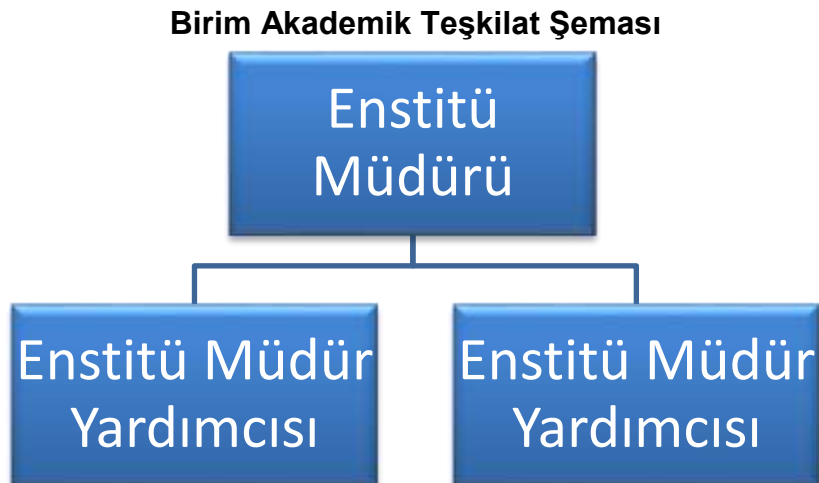 Birim Akademik Teşkilat Şeması
Enstitü
Müdürü
Enstitü Müdür
Yardımcısı
Enstitü Müdür
Yardımcısı